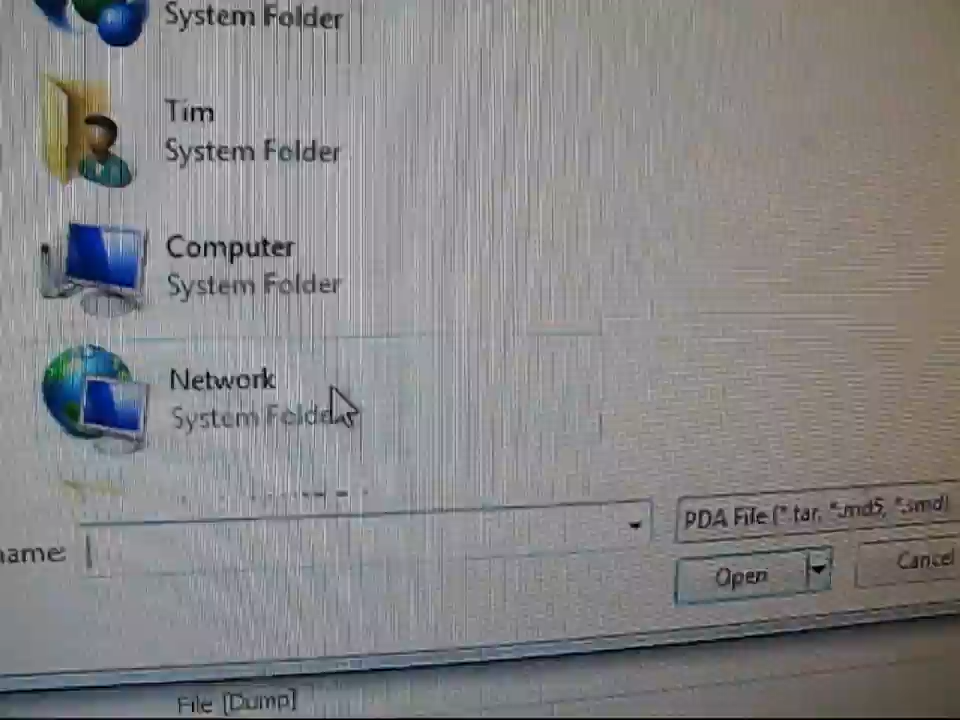 System Folder
Tim
System Folder
Computer
System Folder
Network
System Folder
PDA File (*.tar, *.md5, *.smd)
name:
Open
Cancel
File [Dump]